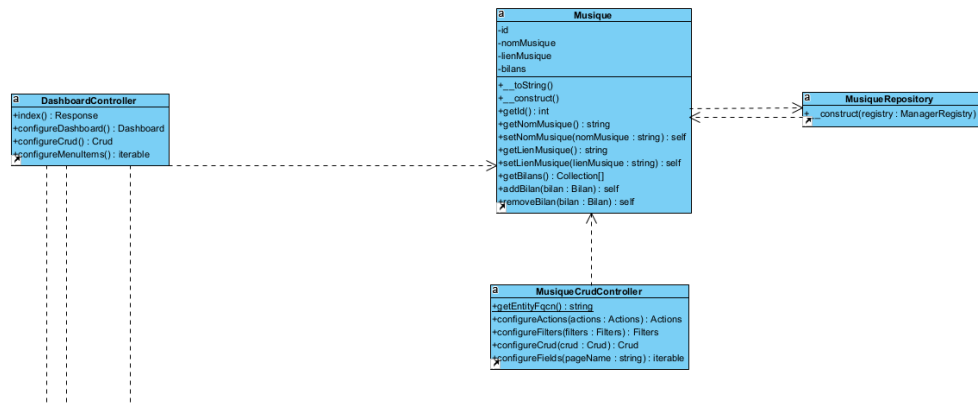 a
Musique
-id
-nomMusique
-lienMusique
-bilans
+__toString()
+__construct()
+getId() : int
+getNomMusique() : string
+setNomMusique(nomMusique : string) : self
+getLienMusique() : string
+setLienMusique(lienMusique : string) : self
+getBilans() : Collection[]
+addBilan(bilan : Bilan) : self
+removeBilan(bilan : Bilan) : self
a
DashboardController
+index() : Response
+configureDashboard() : Dashboard
+configureCrud() : Crud
+configureMenuItems() : iterable
a
MusiqueRepository
+__construct(registry : ManagerRegistry)
a
MusiqueCrudController
+getEntityFqcn() : string
+configureActions(actions : Actions) : Actions
+configureFilters(filters : Filters) : Filters
+configureCrud(crud : Crud) : Crud
+configureFields(pageName : string) : iterable